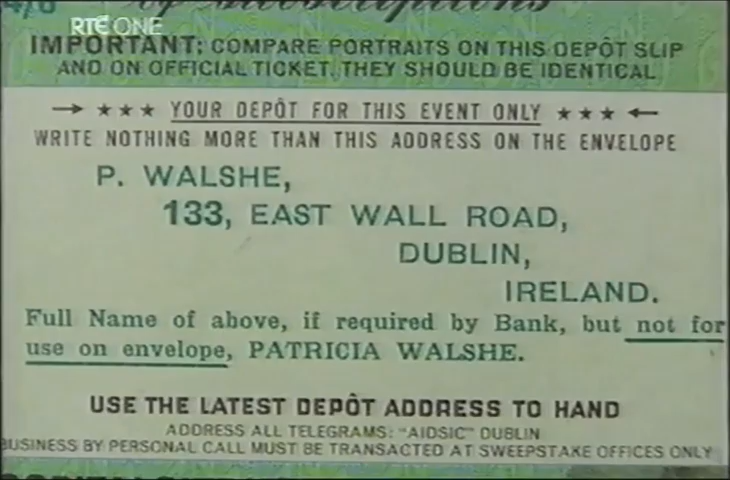 RTÉ ONE
of subscriptions
IMPORTANT: COMPARE PORTRAITS ON THIS DEPÔT SLIP
AND ON OFFICIAL TICKET. THEY SHOULD BE IDENTICAL
→ ★ ★ ★ YOUR DEPÔT FOR THIS EVENT ONLY ★ ★ ★ ←
WRITE NOTHING MORE THAN THIS ADDRESS ON THE ENVELOPE
P. WALSHE,
133, EAST WALL ROAD,
DUBLIN,
IRELAND.
Full Name of above, if required by Bank, but not for
use on envelope, PATRICIA WALSHE.
USE THE LATEST DEPÔT ADDRESS TO HAND
ADDRESS ALL TELEGRAMS: "AIDSIC" DUBLIN
BUSINESS BY PERSONAL CALL MUST BE TRANSACTED AT SWEEPSTAKE OFFICES ONLY